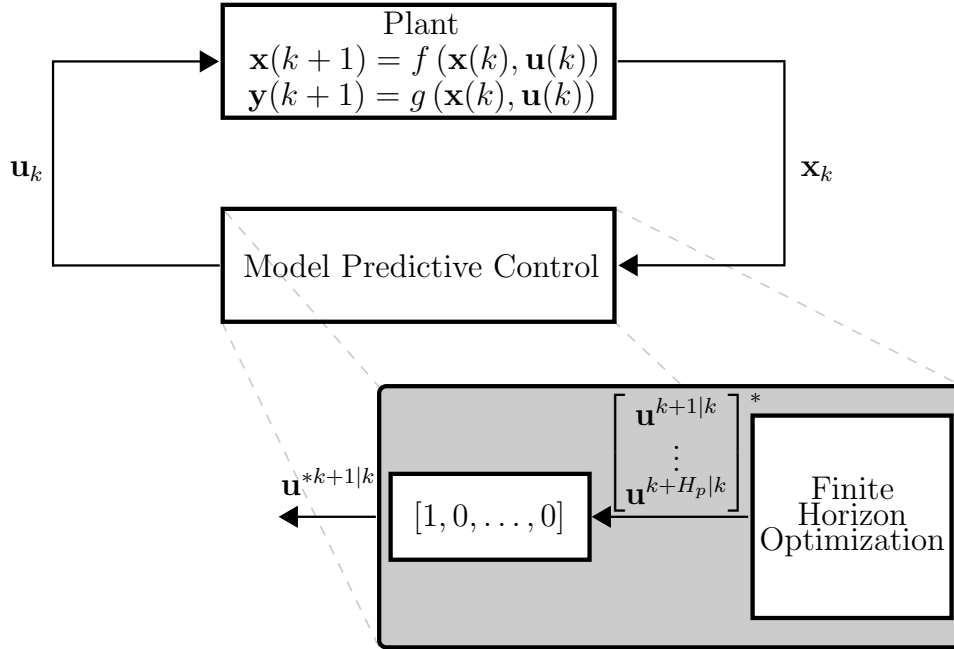 Plant
x(k + 1) = f (x(k), u(k))
y(k + 1) = g (x(k), u(k))
u_k
x_k
Model Predictive Control
u^{k+1|k}
⋮
u^{k+H_p|k}
*
u^{*k+1|k}
[1, 0, . . . , 0]
Finite
Horizon
Optimization